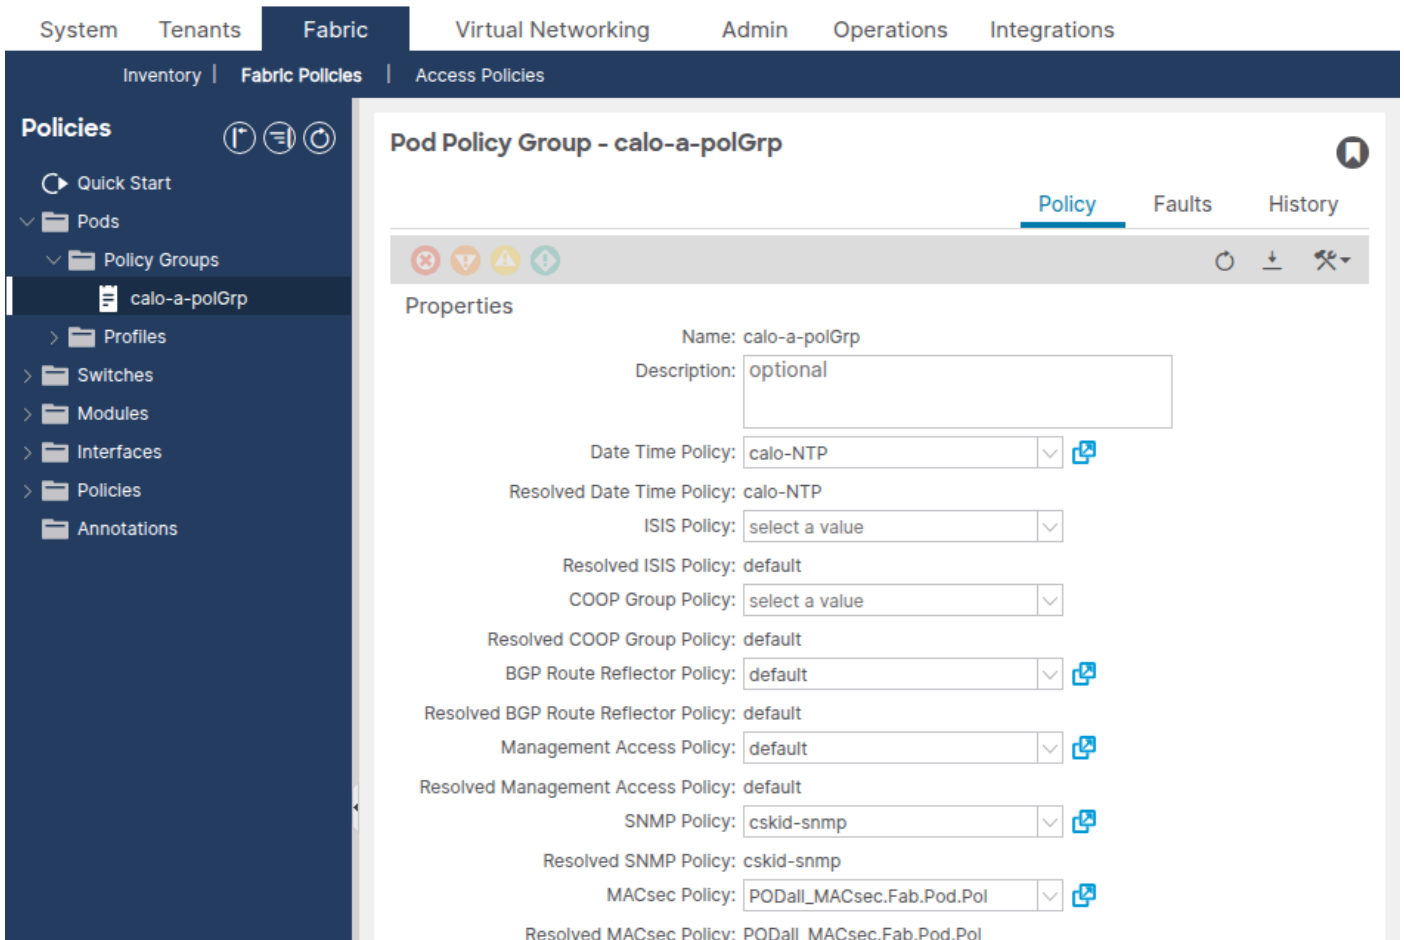 System Tenants Fabric Virtual Networking Admin Operations Integrations
Inventory | Fabric Policies | Access Policies
Policies
Quick Start
Pods
Policy Groups
calo-a-polGrp
Profiles
Switches
Modules
Interfaces
Policies
Annotations
Pod Policy Group - calo-a-polGrp
Policy Faults History
Properties
Name: calo-a-polGrp
Description: optional
Date Time Policy: calo-NTP
Resolved Date Time Policy: calo-NTP
ISIS Policy: select a value
Resolved ISIS Policy: default
COOP Group Policy: select a value
Resolved COOP Group Policy: default
BGP Route Reflector Policy: default
Resolved BGP Route Reflector Policy: default
Management Access Policy: default
Resolved Management Access Policy: default
SNMP Policy: cskid-snmp
Resolved SNMP Policy: cskid-snmp
MACsec Policy: PODall_MACsec.Fab.Pod.Pol
Resolved MACsec Policy: PODall_MACsec.Fab.Pod.Pol